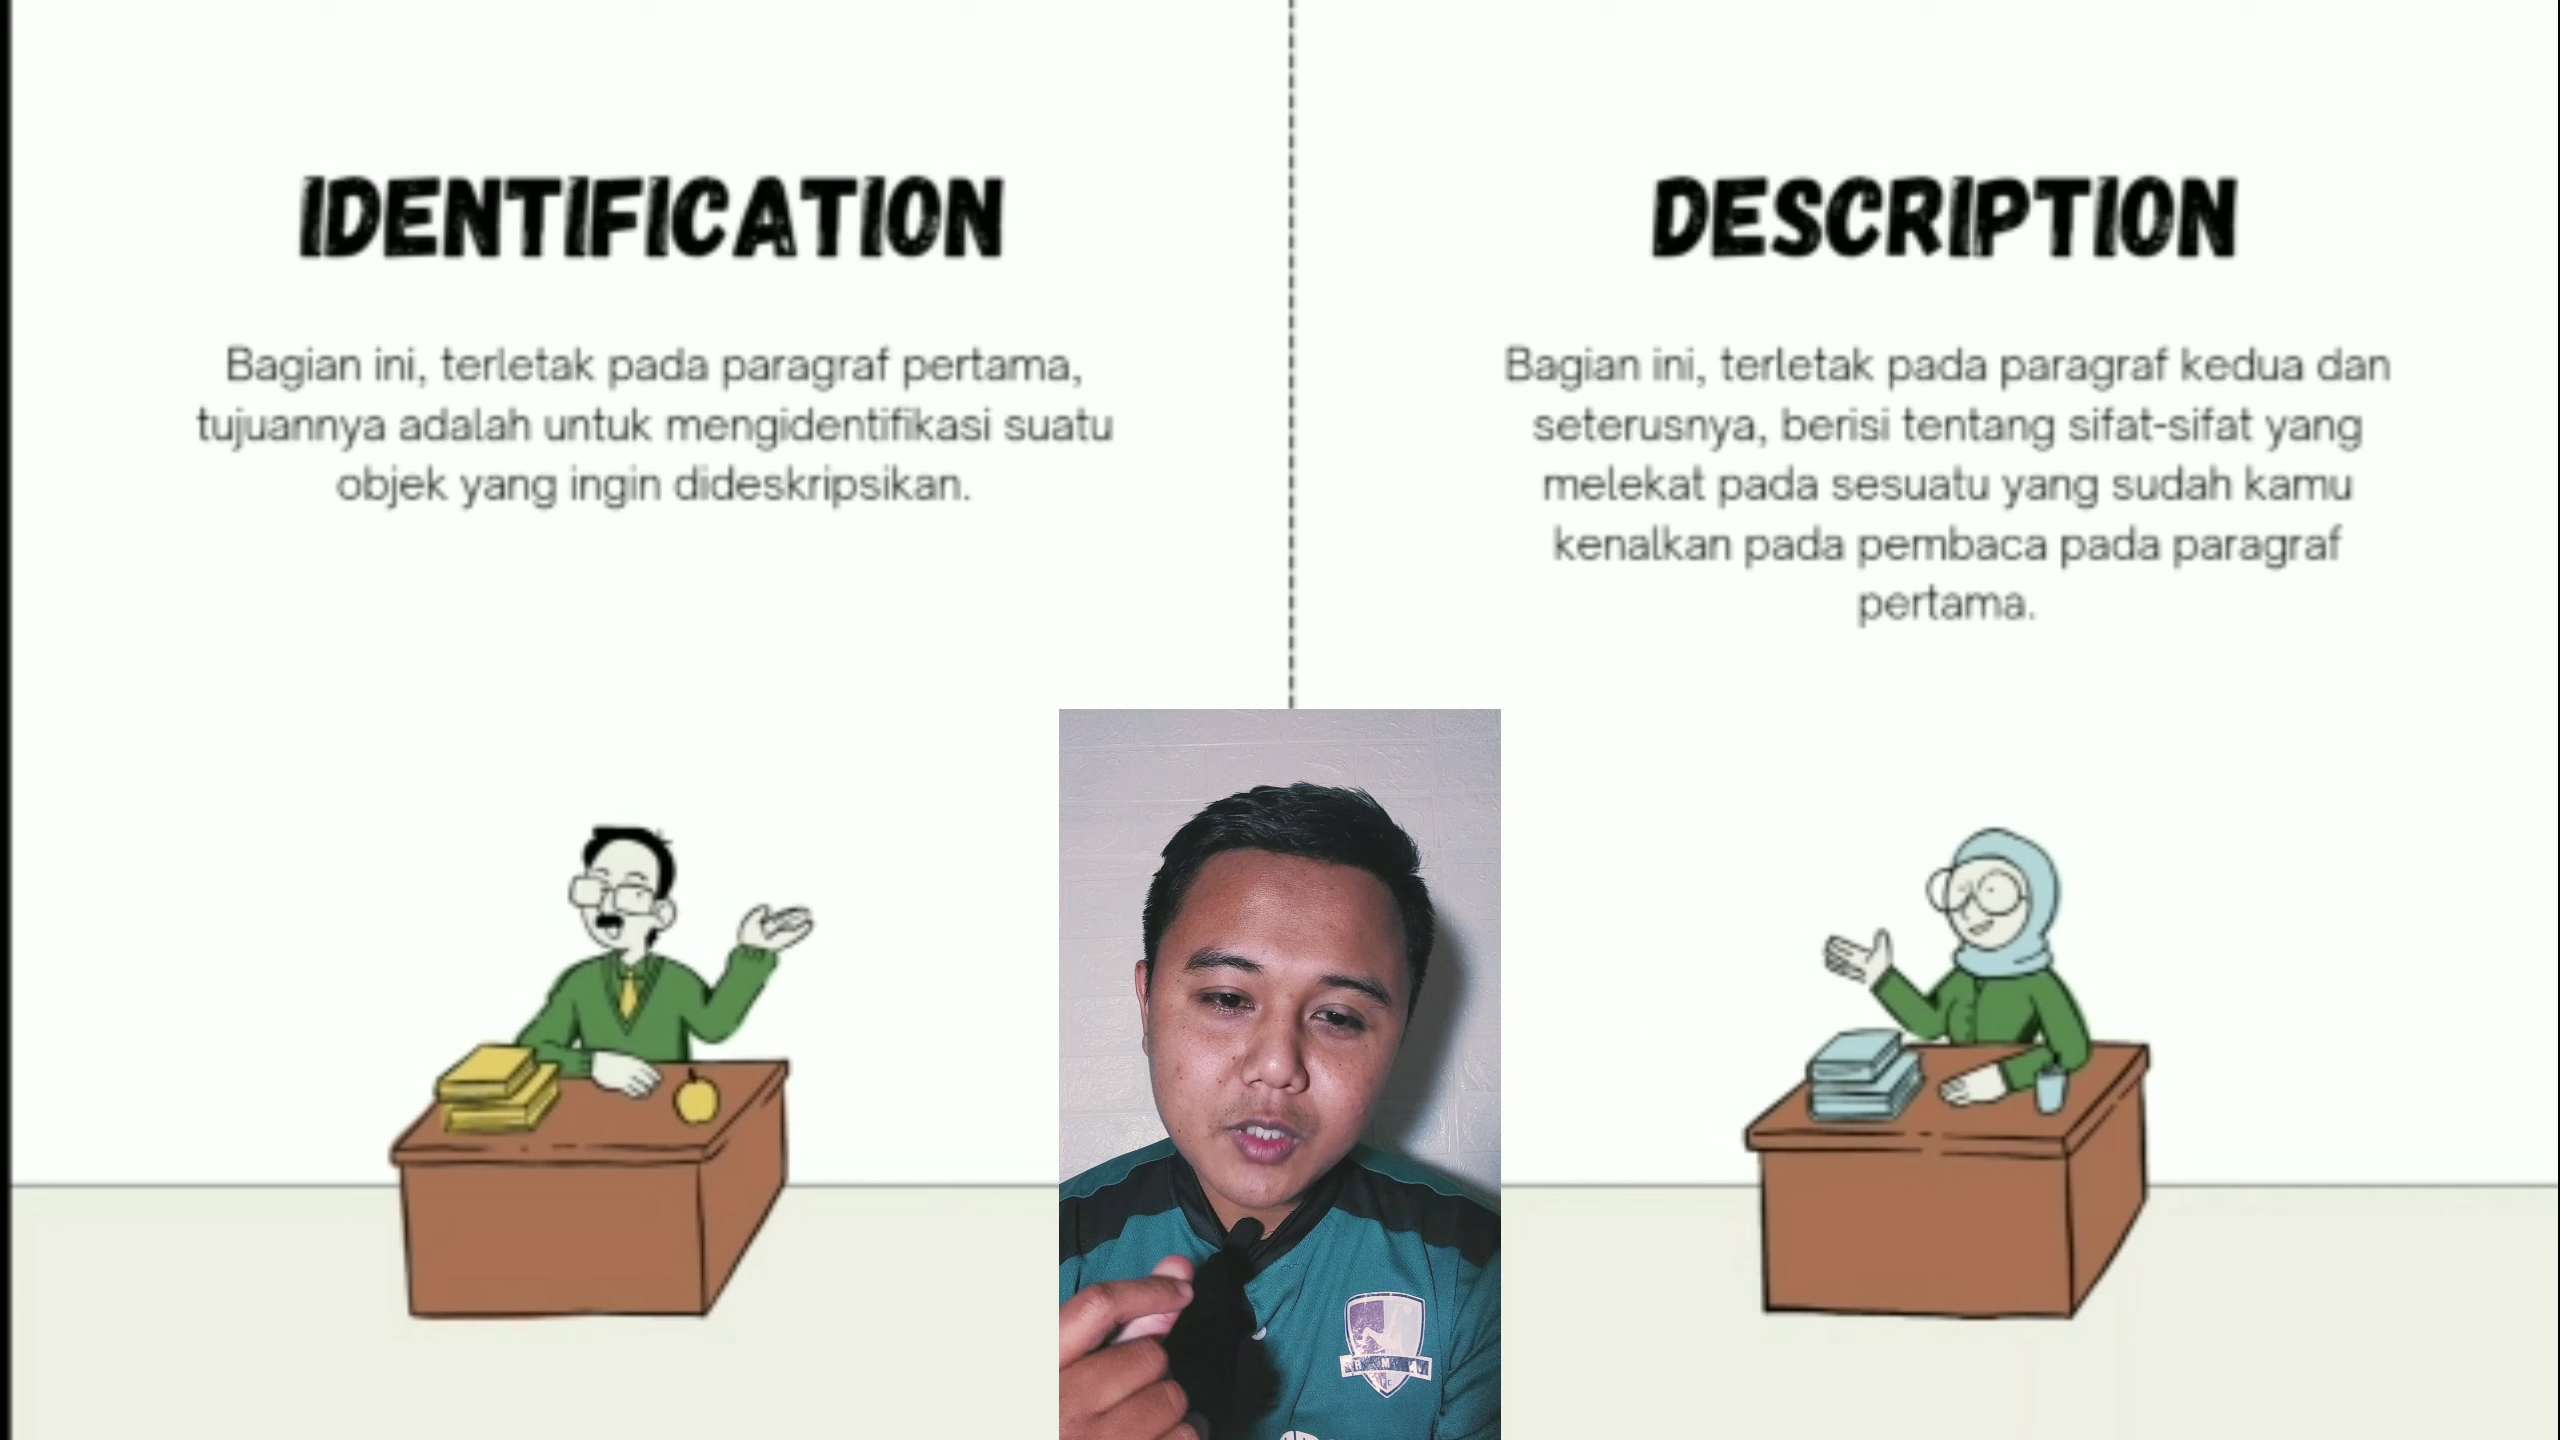 IDENTIFICATION
Bagian ini, terletak pada paragraf pertama,
tujuannya adalah untuk mengidentifikasi suatu
objek yang ingin dideskripsikan.
DESCRIPTION
Bagian ini, terletak pada paragraf kedua dan
seterusnya, berisi tentang sifat-sifat yang
melekat pada sesuatu yang sudah kamu
kenalkan pada pembaca pada paragraf
pertama.